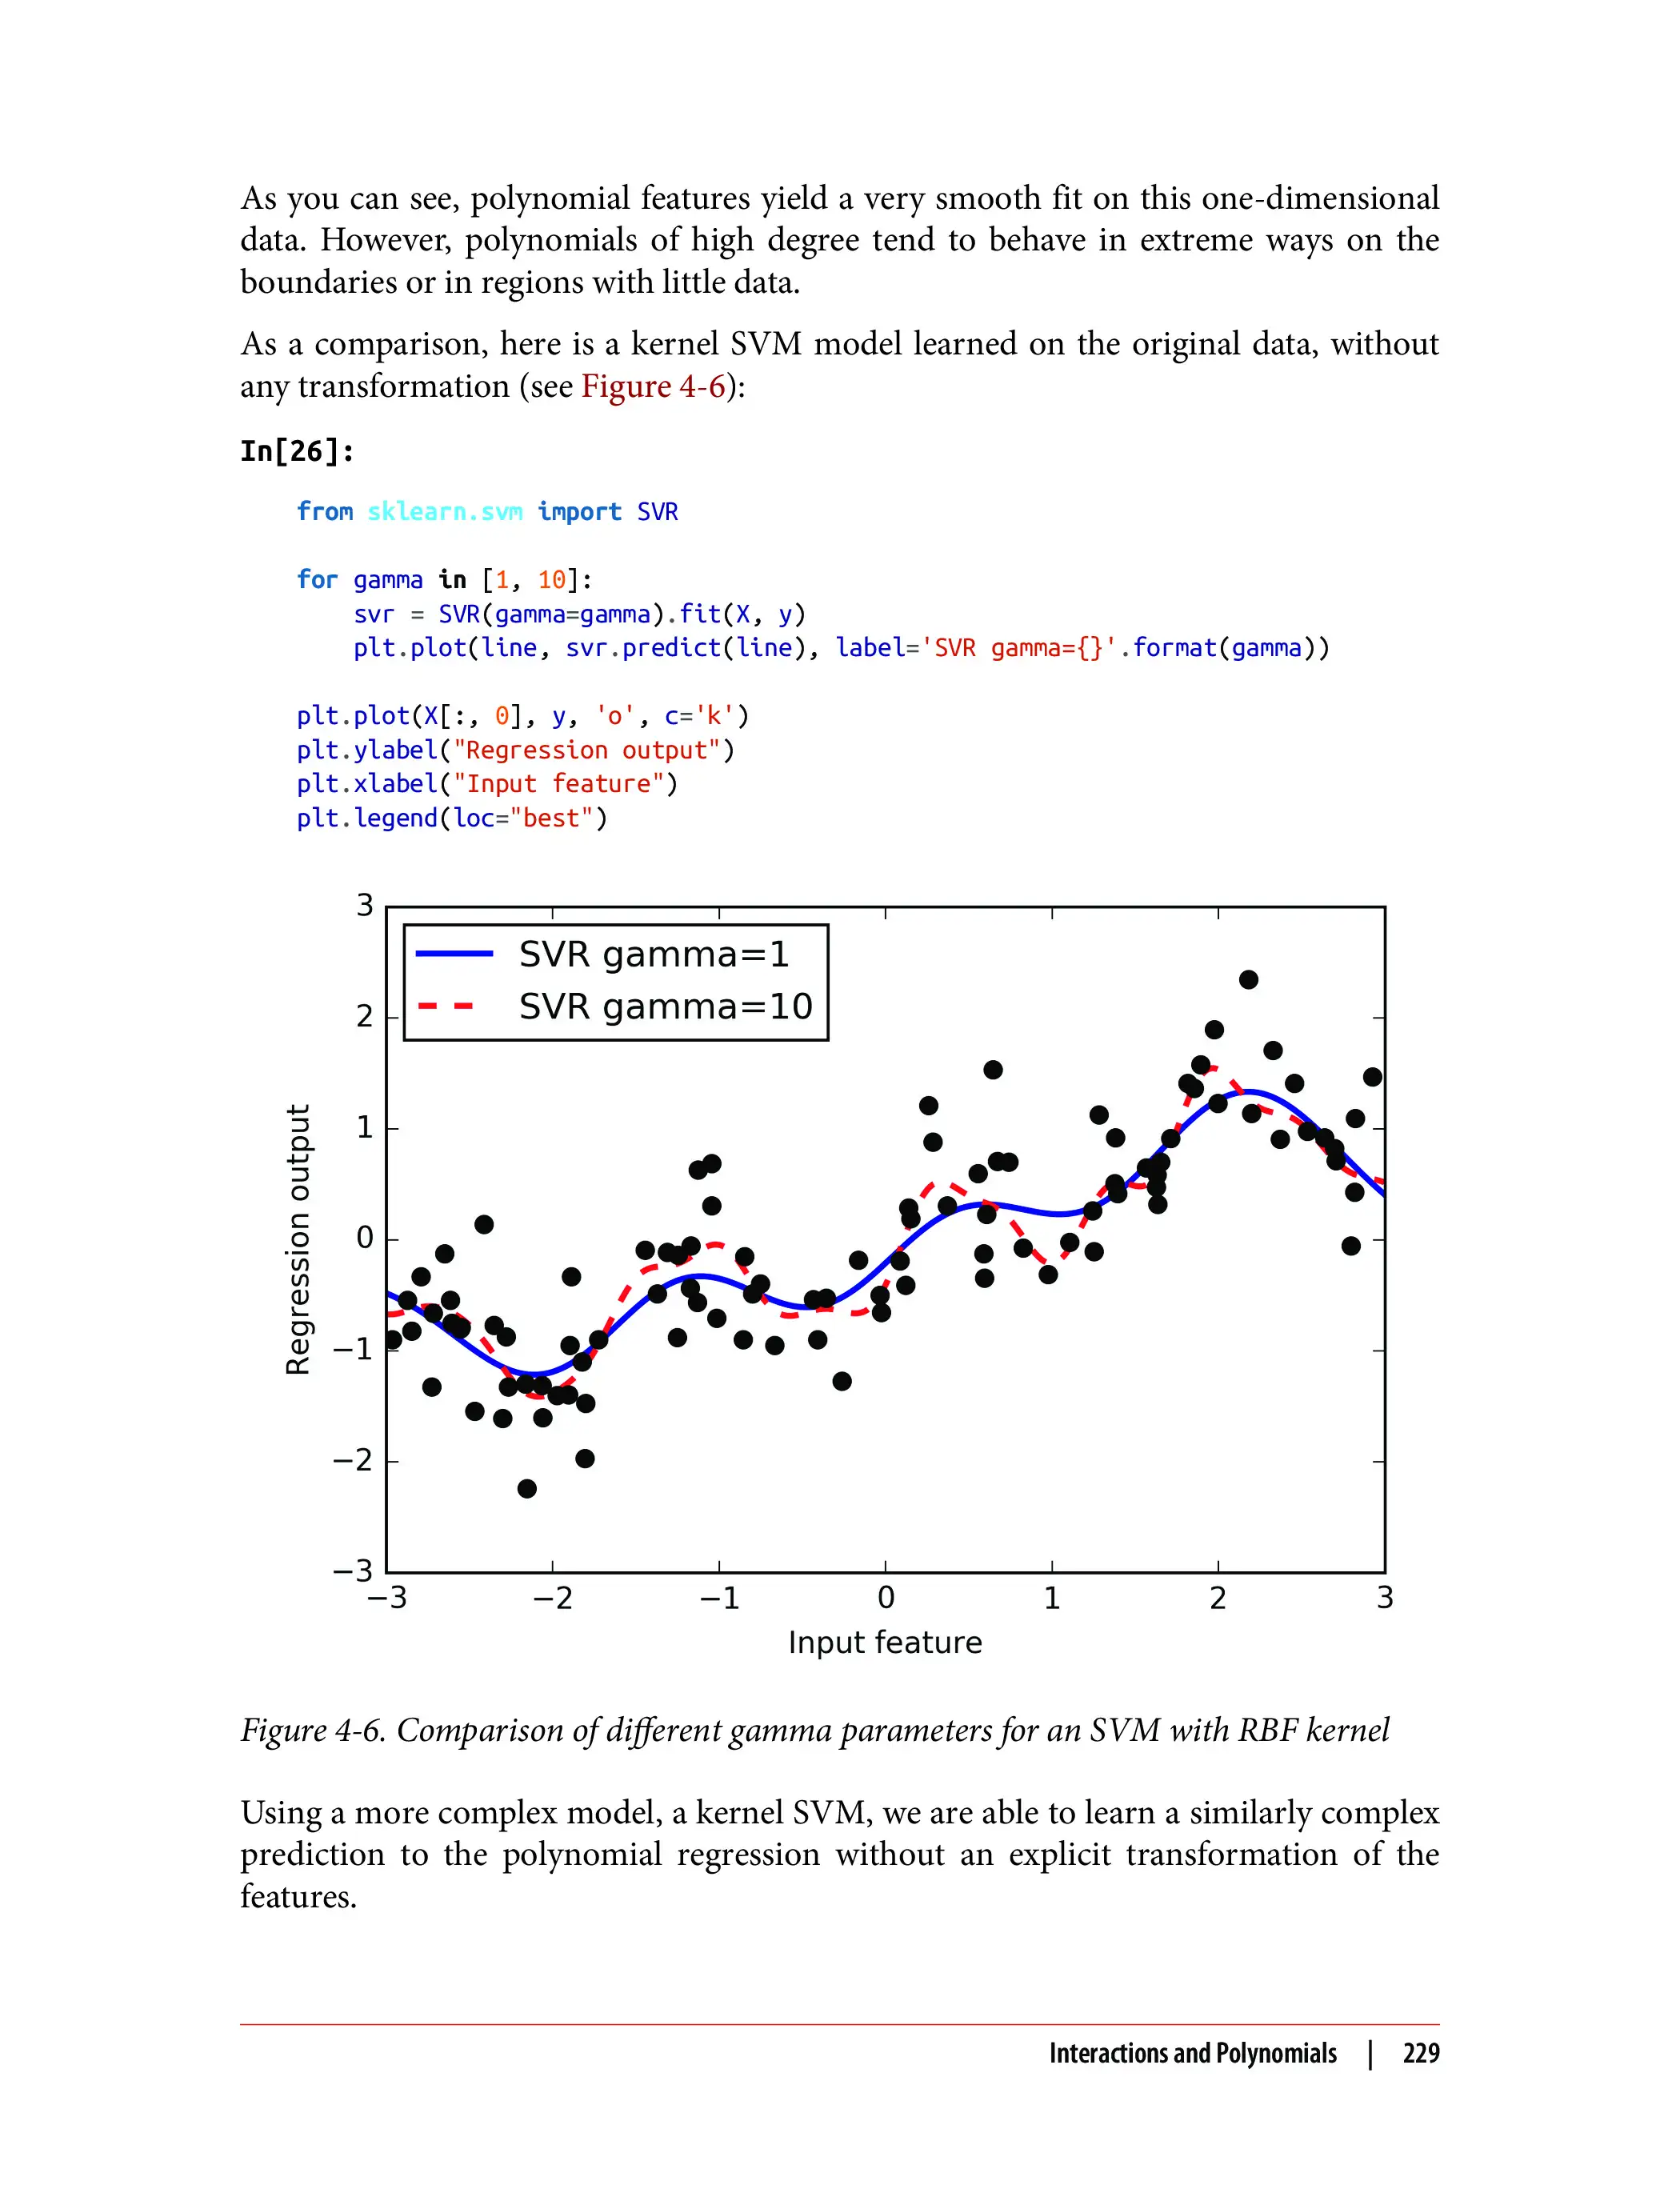 As you can see, polynomial features yield a very smooth fit on this one-dimensional
data. However, polynomials of high degree tend to behave in extreme ways on the
boundaries or in regions with little data.
As a comparison, here is a kernel SVM model learned on the original data, without
any transformation (see Figure 4-6):
In[26]:
from sklearn.svm import SVR
for gamma in [1, 10]:
    svr = SVR(gamma=gamma).fit(X, y)
    plt.plot(line, svr.predict(line), label='SVR gamma={}'.format(gamma))
plt.plot(X[:, 0], y, 'o', c='k')
plt.ylabel("Regression output")
plt.xlabel("Input feature")
plt.legend(loc="best")
3
SVR gamma=1
SVR gamma=10
2
1
0
−1
−2
−3
Regression output
−3 −2 −1 0 1 2 3
Input feature
Figure 4-6. Comparison of different gamma parameters for an SVM with RBF kernel
Using a more complex model, a kernel SVM, we are able to learn a similarly complex
prediction to the polynomial regression without an explicit transformation of the
features.
Interactions and Polynomials | 229